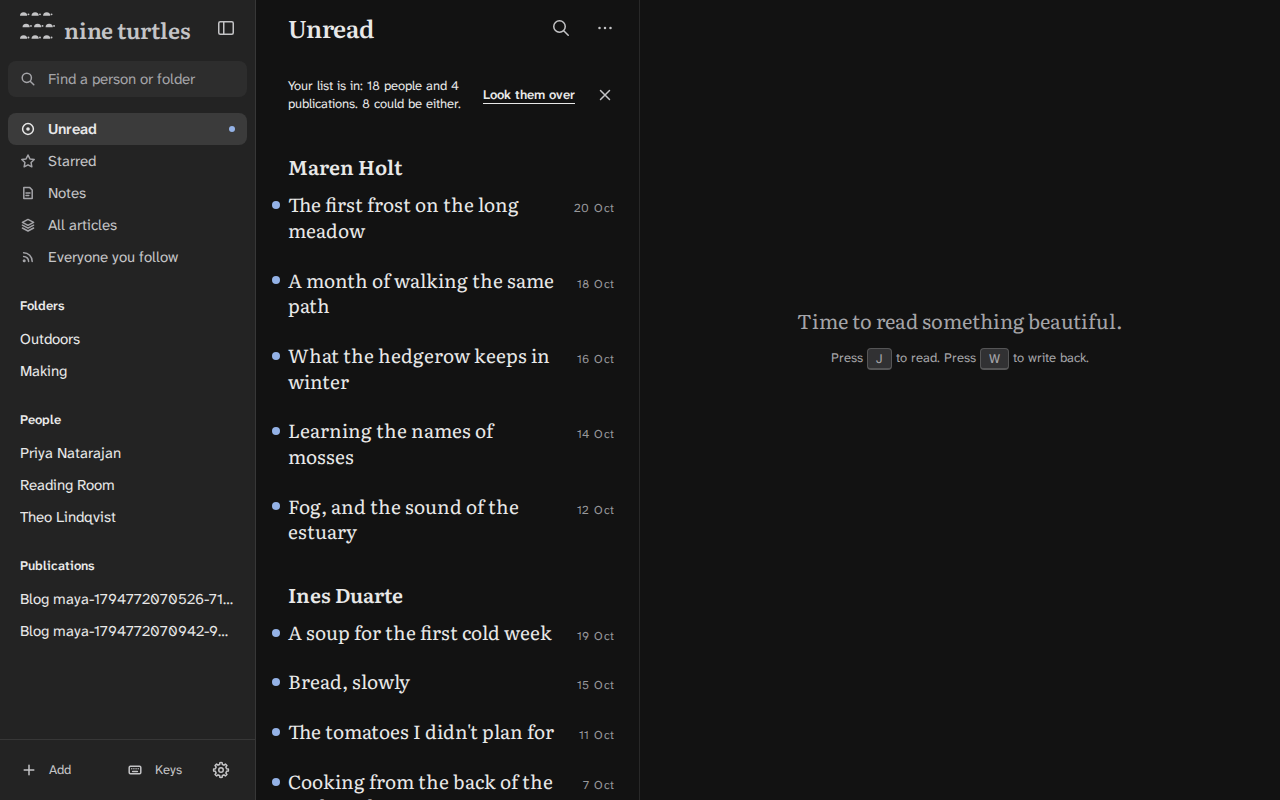 nine turtles
Find a person or folder
Unread
Starred
Notes
All articles
Everyone you follow
Folders
Outdoors
Making
People
Priya Natarajan
Reading Room
Theo Lindqvist
Publications
Blog maya-1794772070526-71...
Blog maya-1794772070942-9...
Add
Keys
Unread
Your list is in: 18 people and 4
publications. 8 could be either.
Look them over
Maren Holt
The first frost on the long
meadow
20 Oct
A month of walking the same
path
18 Oct
What the hedgerow keeps in
winter
16 Oct
Learning the names of
mosses
14 Oct
Fog, and the sound of the
estuary
12 Oct
Ines Duarte
A soup for the first cold week
19 Oct
Bread, slowly
15 Oct
The tomatoes I didn't plan for
11 Oct
Cooking from the back of the
7 Oct
Time to read something beautiful.
Press J to read. Press W to write back.